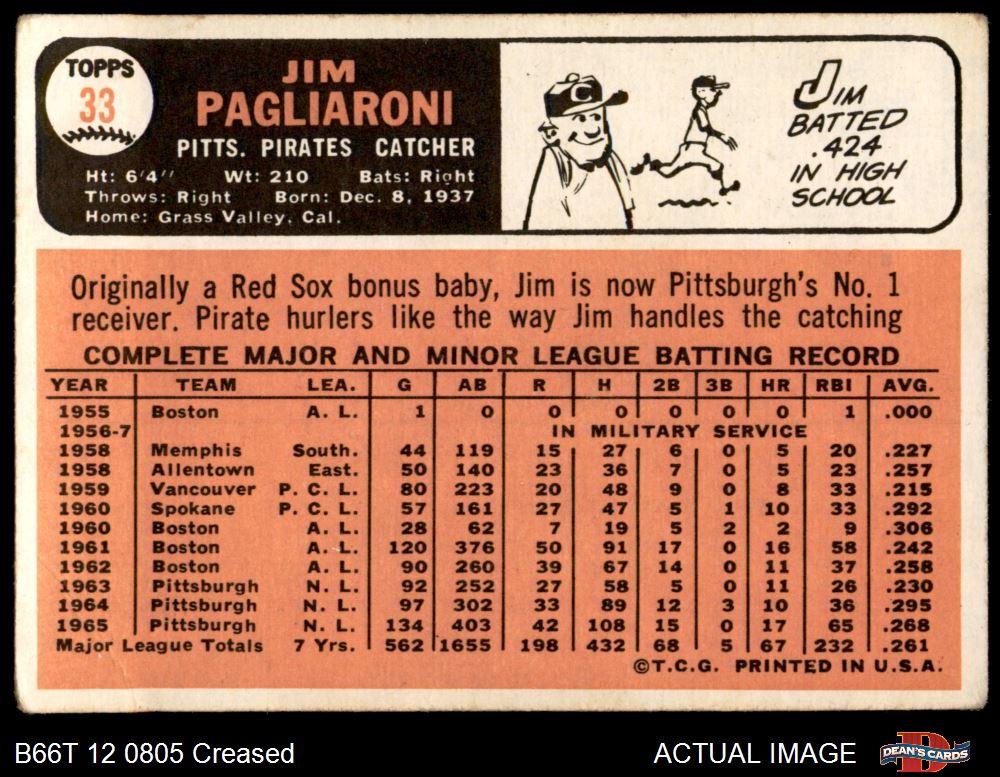 TOPPS
33
JIM
PAGLIARONI
PITTS. PIRATES CATCHER
Ht: 6'4" Wt: 210 Bats: Right
Throws: Right Born: Dec. 8, 1937
Home: Grass Valley, Cal.
C
JIM
BATTED
.424
IN HIGH
SCHOOL
Originally a Red Sox bonus baby, Jim is now Pittsburgh's No. 1
receiver. Pirate hurlers like the way Jim handles the catching
COMPLETE MAJOR AND MINOR LEAGUE BATTING RECORD
YEAR TEAM LEA. G AB R H 2B 3B HR RBI AVG.
1955 Boston A. L. 1 0 0 0 0 0 0 1 .000
1956-7 IN MILITARY SERVICE
1958 Memphis South. 44 119 15 27 6 0 5 20 .227
1958 Allentown East. 50 140 23 36 7 0 5 23 .257
1959 Vancouver P. C. L. 80 223 20 48 9 0 8 33 .215
1960 Spokane P. C. L. 57 161 27 47 5 1 10 33 .292
1960 Boston A. L. 28 62 7 19 5 2 2 9 .306
1961 Boston A. L. 120 376 50 91 17 0 16 58 .242
1962 Boston A. L. 90 260 39 67 14 0 11 37 .258
1963 Pittsburgh N. L. 92 252 27 58 5 0 11 26 .230
1964 Pittsburgh N. L. 97 302 33 89 12 3 10 36 .295
1965 Pittsburgh N. L. 134 403 42 108 15 0 17 65 .268
Major League Totals 7 Yrs. 562 1655 198 432 68 5 67 232 .261
©T.C.G. PRINTED IN U.S.A.
B66T 12 0805 Creased
ACTUAL IMAGE
DEAN'S CARDS